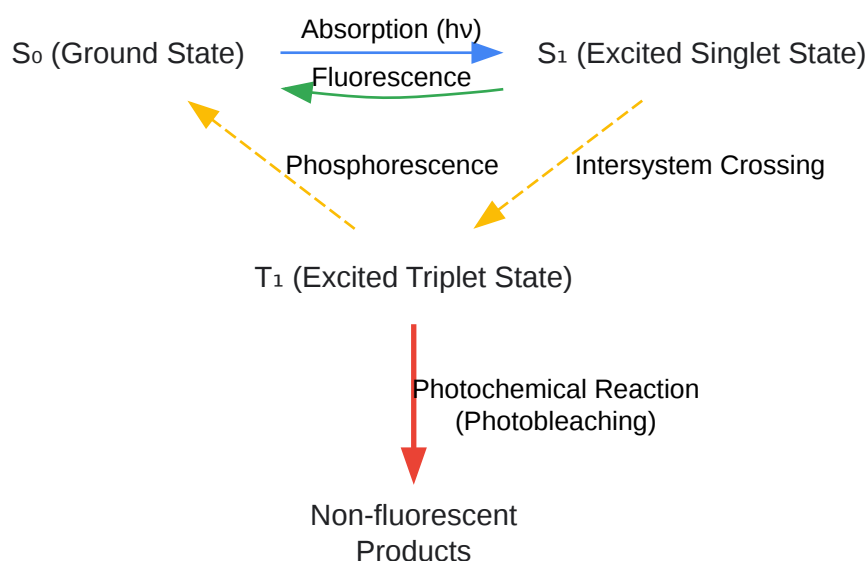 Absorption (hν)
S₀ (Ground State)
S₁ (Excited Singlet State)
Fluorescence
Phosphorescence
Intersystem Crossing
T₁ (Excited Triplet State)
Photochemical Reaction
(Photobleaching)
Non-fluorescent
Products